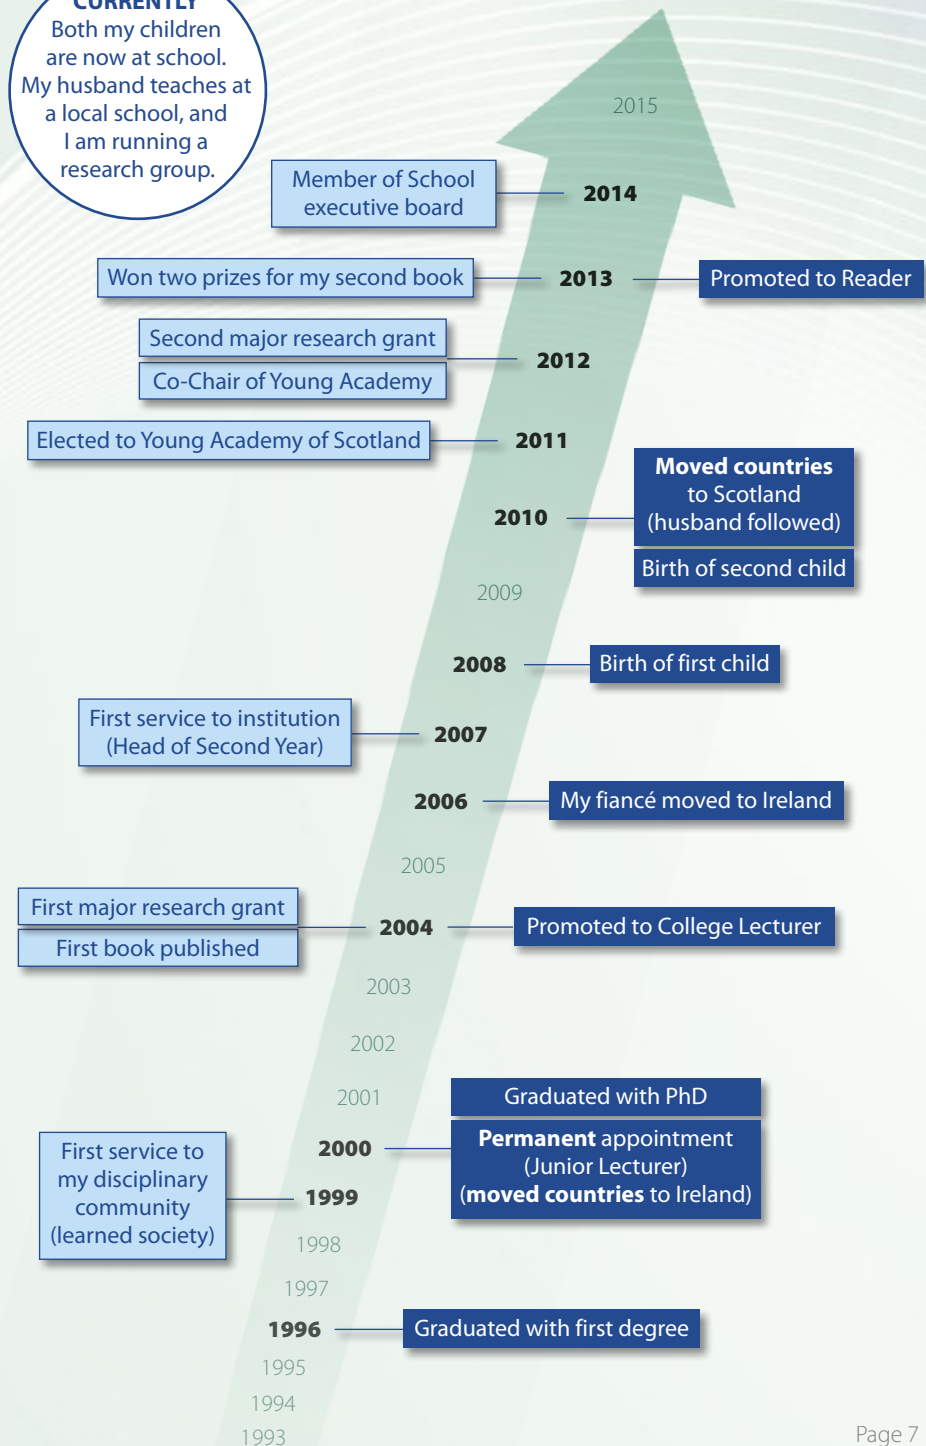 CURRENTLY
Both my children
are now at school.
My husband teaches at
a local school, and
I am running a
research group.
2015
Member of School
executive board
2014
Won two prizes for my second book
2013
Promoted to Reader
Second major research grant
Co-Chair of Young Academy
2012
Elected to Young Academy of Scotland
2011
Moved countries
to Scotland
(husband followed)
2010
Birth of second child
2009
2008
Birth of first child
First service to institution
(Head of Second Year)
2007
2006
My fiancé moved to Ireland
2005
First major research grant
First book published
2004
Promoted to College Lecturer
2003
2002
2001
Graduated with PhD
2000
Permanent appointment
(Junior Lecturer)
(moved countries to Ireland)
First service to
my disciplinary
community
(learned society)
1999
1998
1997
1996
Graduated with first degree
1995
1994
1993
Page 7